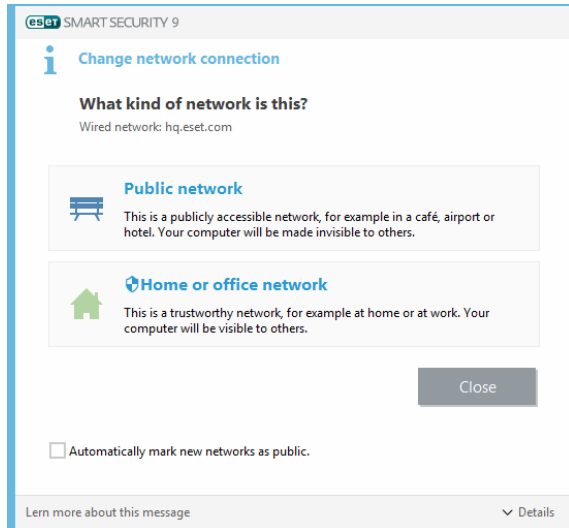 eset SMART SECURITY 9
Change network connection
What kind of network is this?
Wired network: hq.eset.com
Public network
This is a publicly accessible network, for example in a café, airport or
hotel. Your computer will be made invisible to others.
Home or office network
This is a trustworthy network, for example at home or at work. Your
computer will be visible to others.
Close
Automatically mark new networks as public.
Lern more about this message
Details